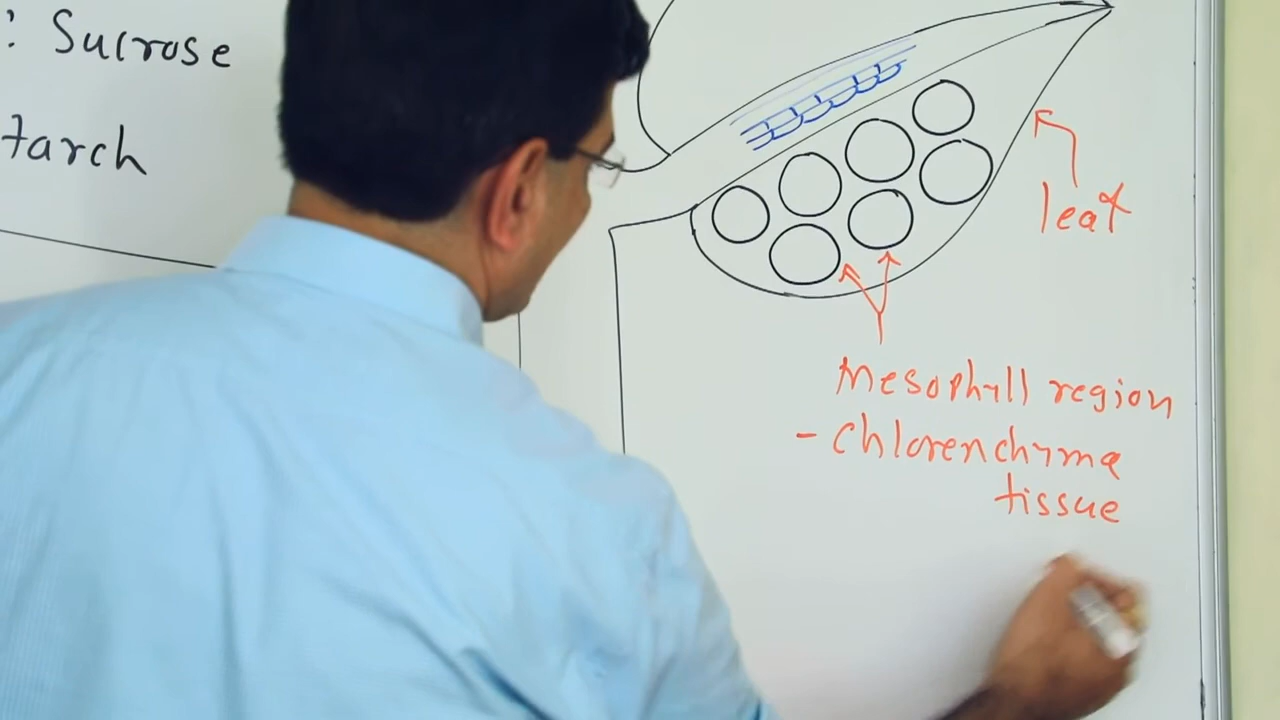 : Sucrose
tarch
leaf
Mesophyll region
- chlorenchyma
tissue